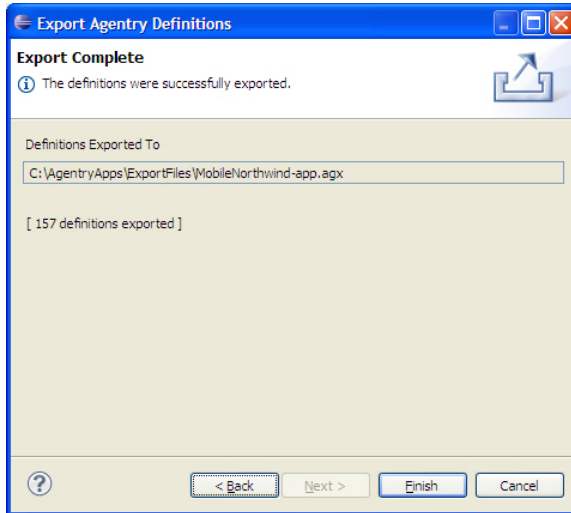 Export Agentry Definitions
Export Complete
The definitions were successfully exported.
Definitions Exported To
C:\AgentryApps\ExportFiles\MobileNorthwind-app.agx
[ 157 definitions exported ]
< Back
Next >
Finish
Cancel